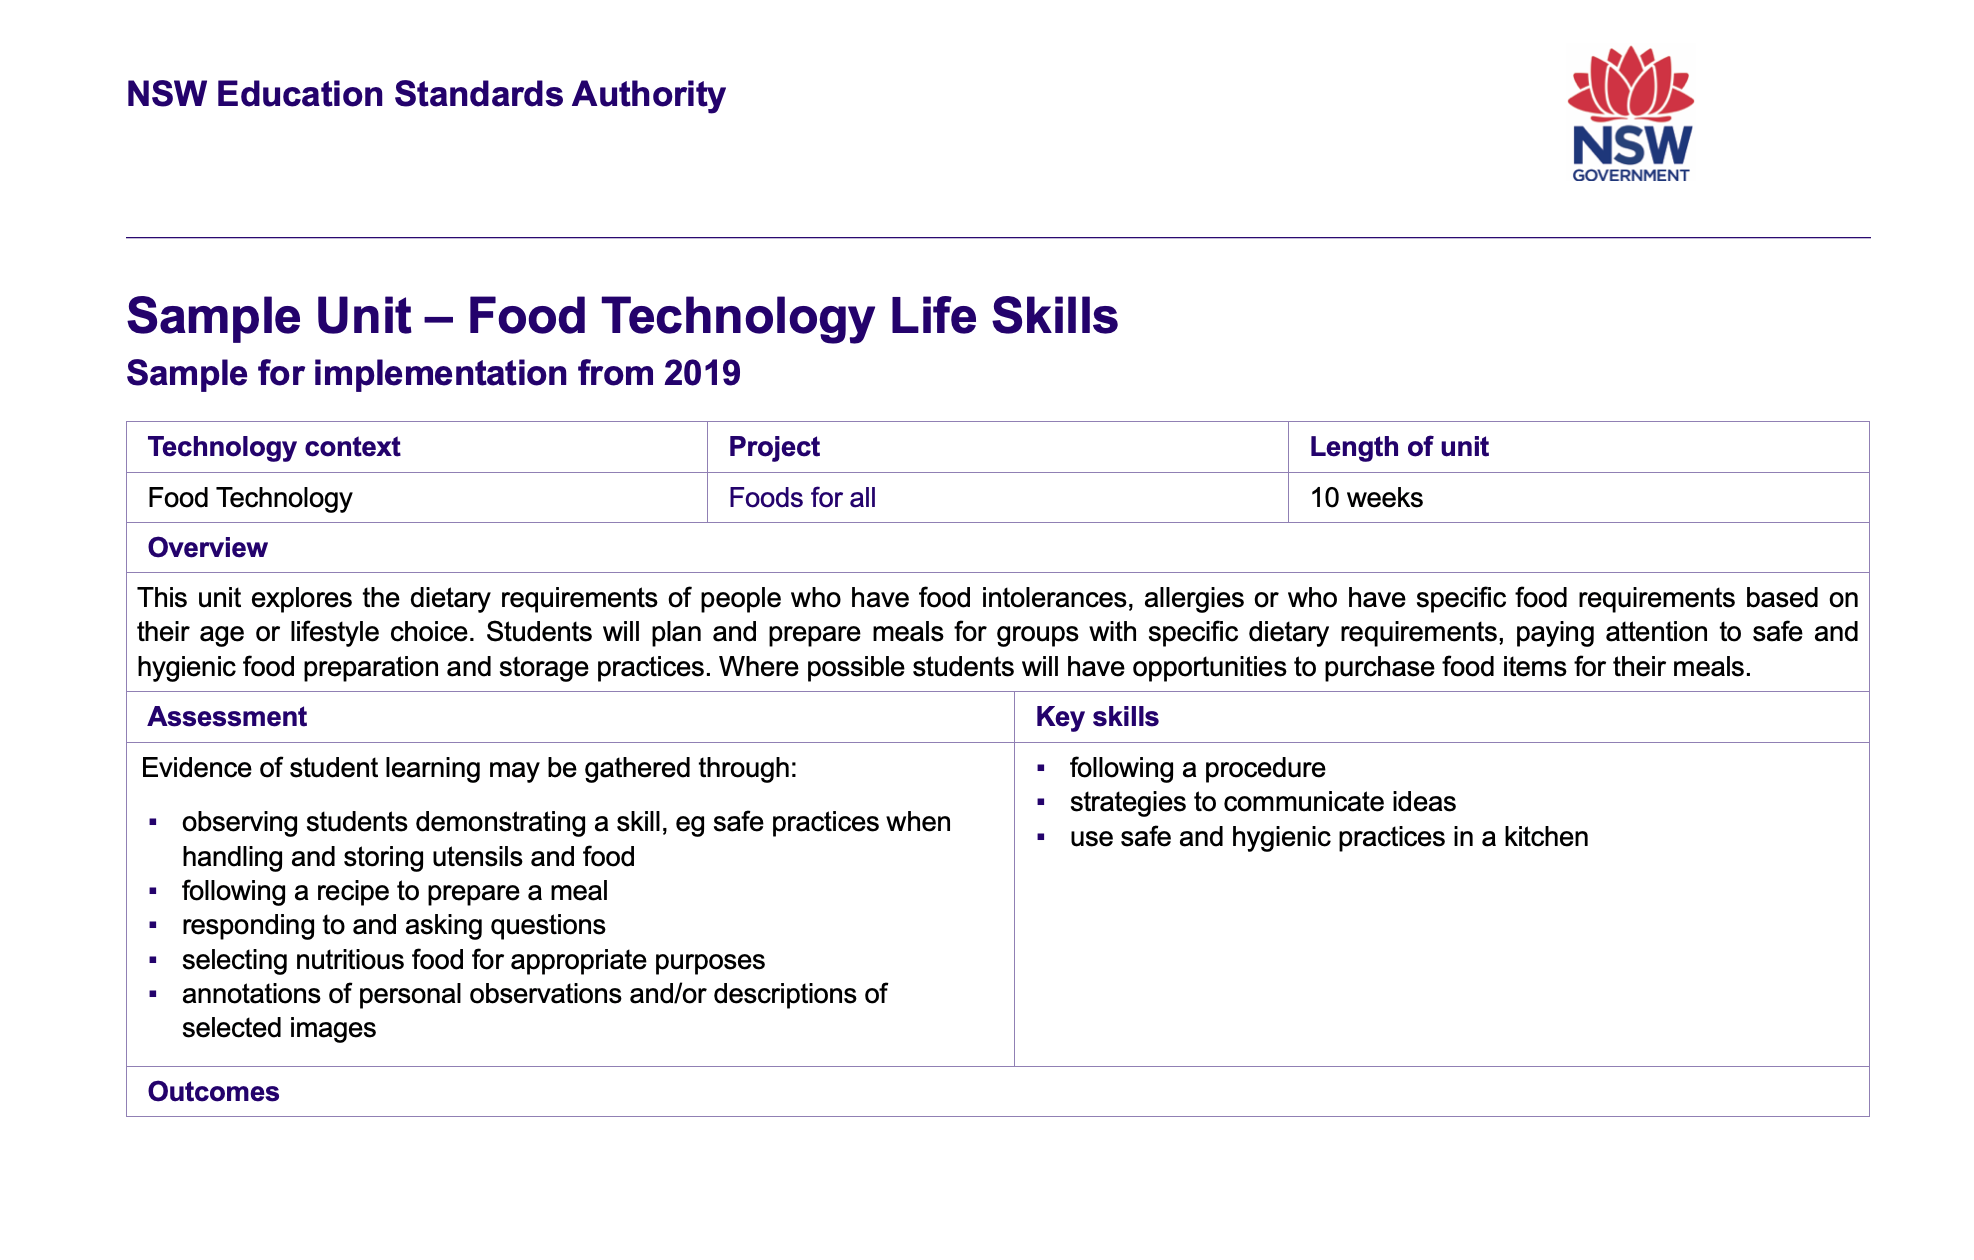 NSW Education Standards Authority
NSW
GOVERNMENT
Sample Unit – Food Technology Life Skills
Sample for implementation from 2019
Technology context
Project
Length of unit
Food Technology
Foods for all
10 weeks
Overview
This unit explores the dietary requirements of people who have food intolerances, allergies or who have specific food requirements based on
their age or lifestyle choice. Students will plan and prepare meals for groups with specific dietary requirements, paying attention to safe and
hygienic food preparation and storage practices. Where possible students will have opportunities to purchase food items for their meals.
Assessment
Key skills
Evidence of student learning may be gathered through:
▪ observing students demonstrating a skill, eg safe practices when
handling and storing utensils and food
▪ following a recipe to prepare a meal
▪ responding to and asking questions
▪ selecting nutritious food for appropriate purposes
▪ annotations of personal observations and/or descriptions of
selected images
▪ following a procedure
▪ strategies to communicate ideas
▪ use safe and hygienic practices in a kitchen
Outcomes